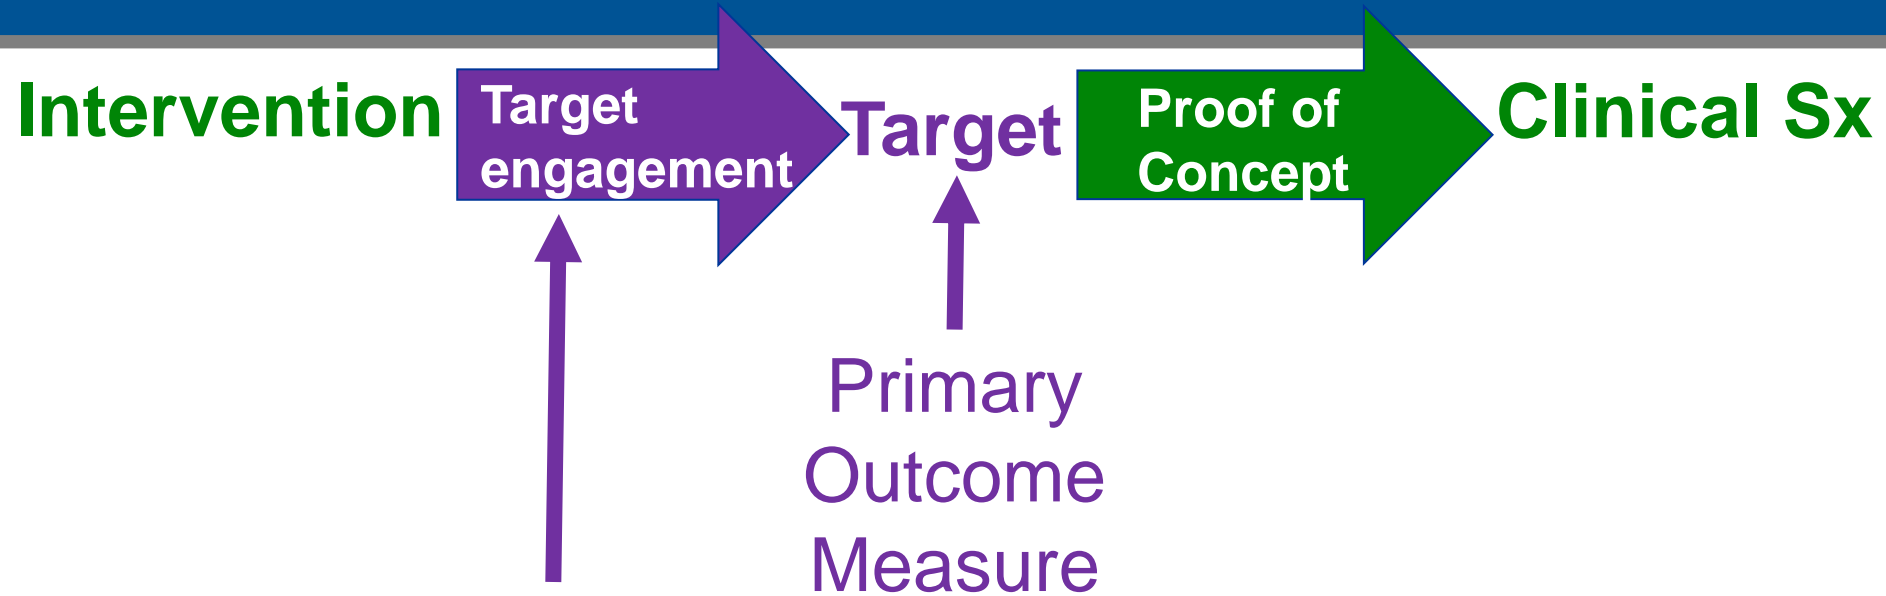 Intervention
Target
engagement
Target
Proof of
Concept
Clinical Sx
Primary
Outcome
Measure